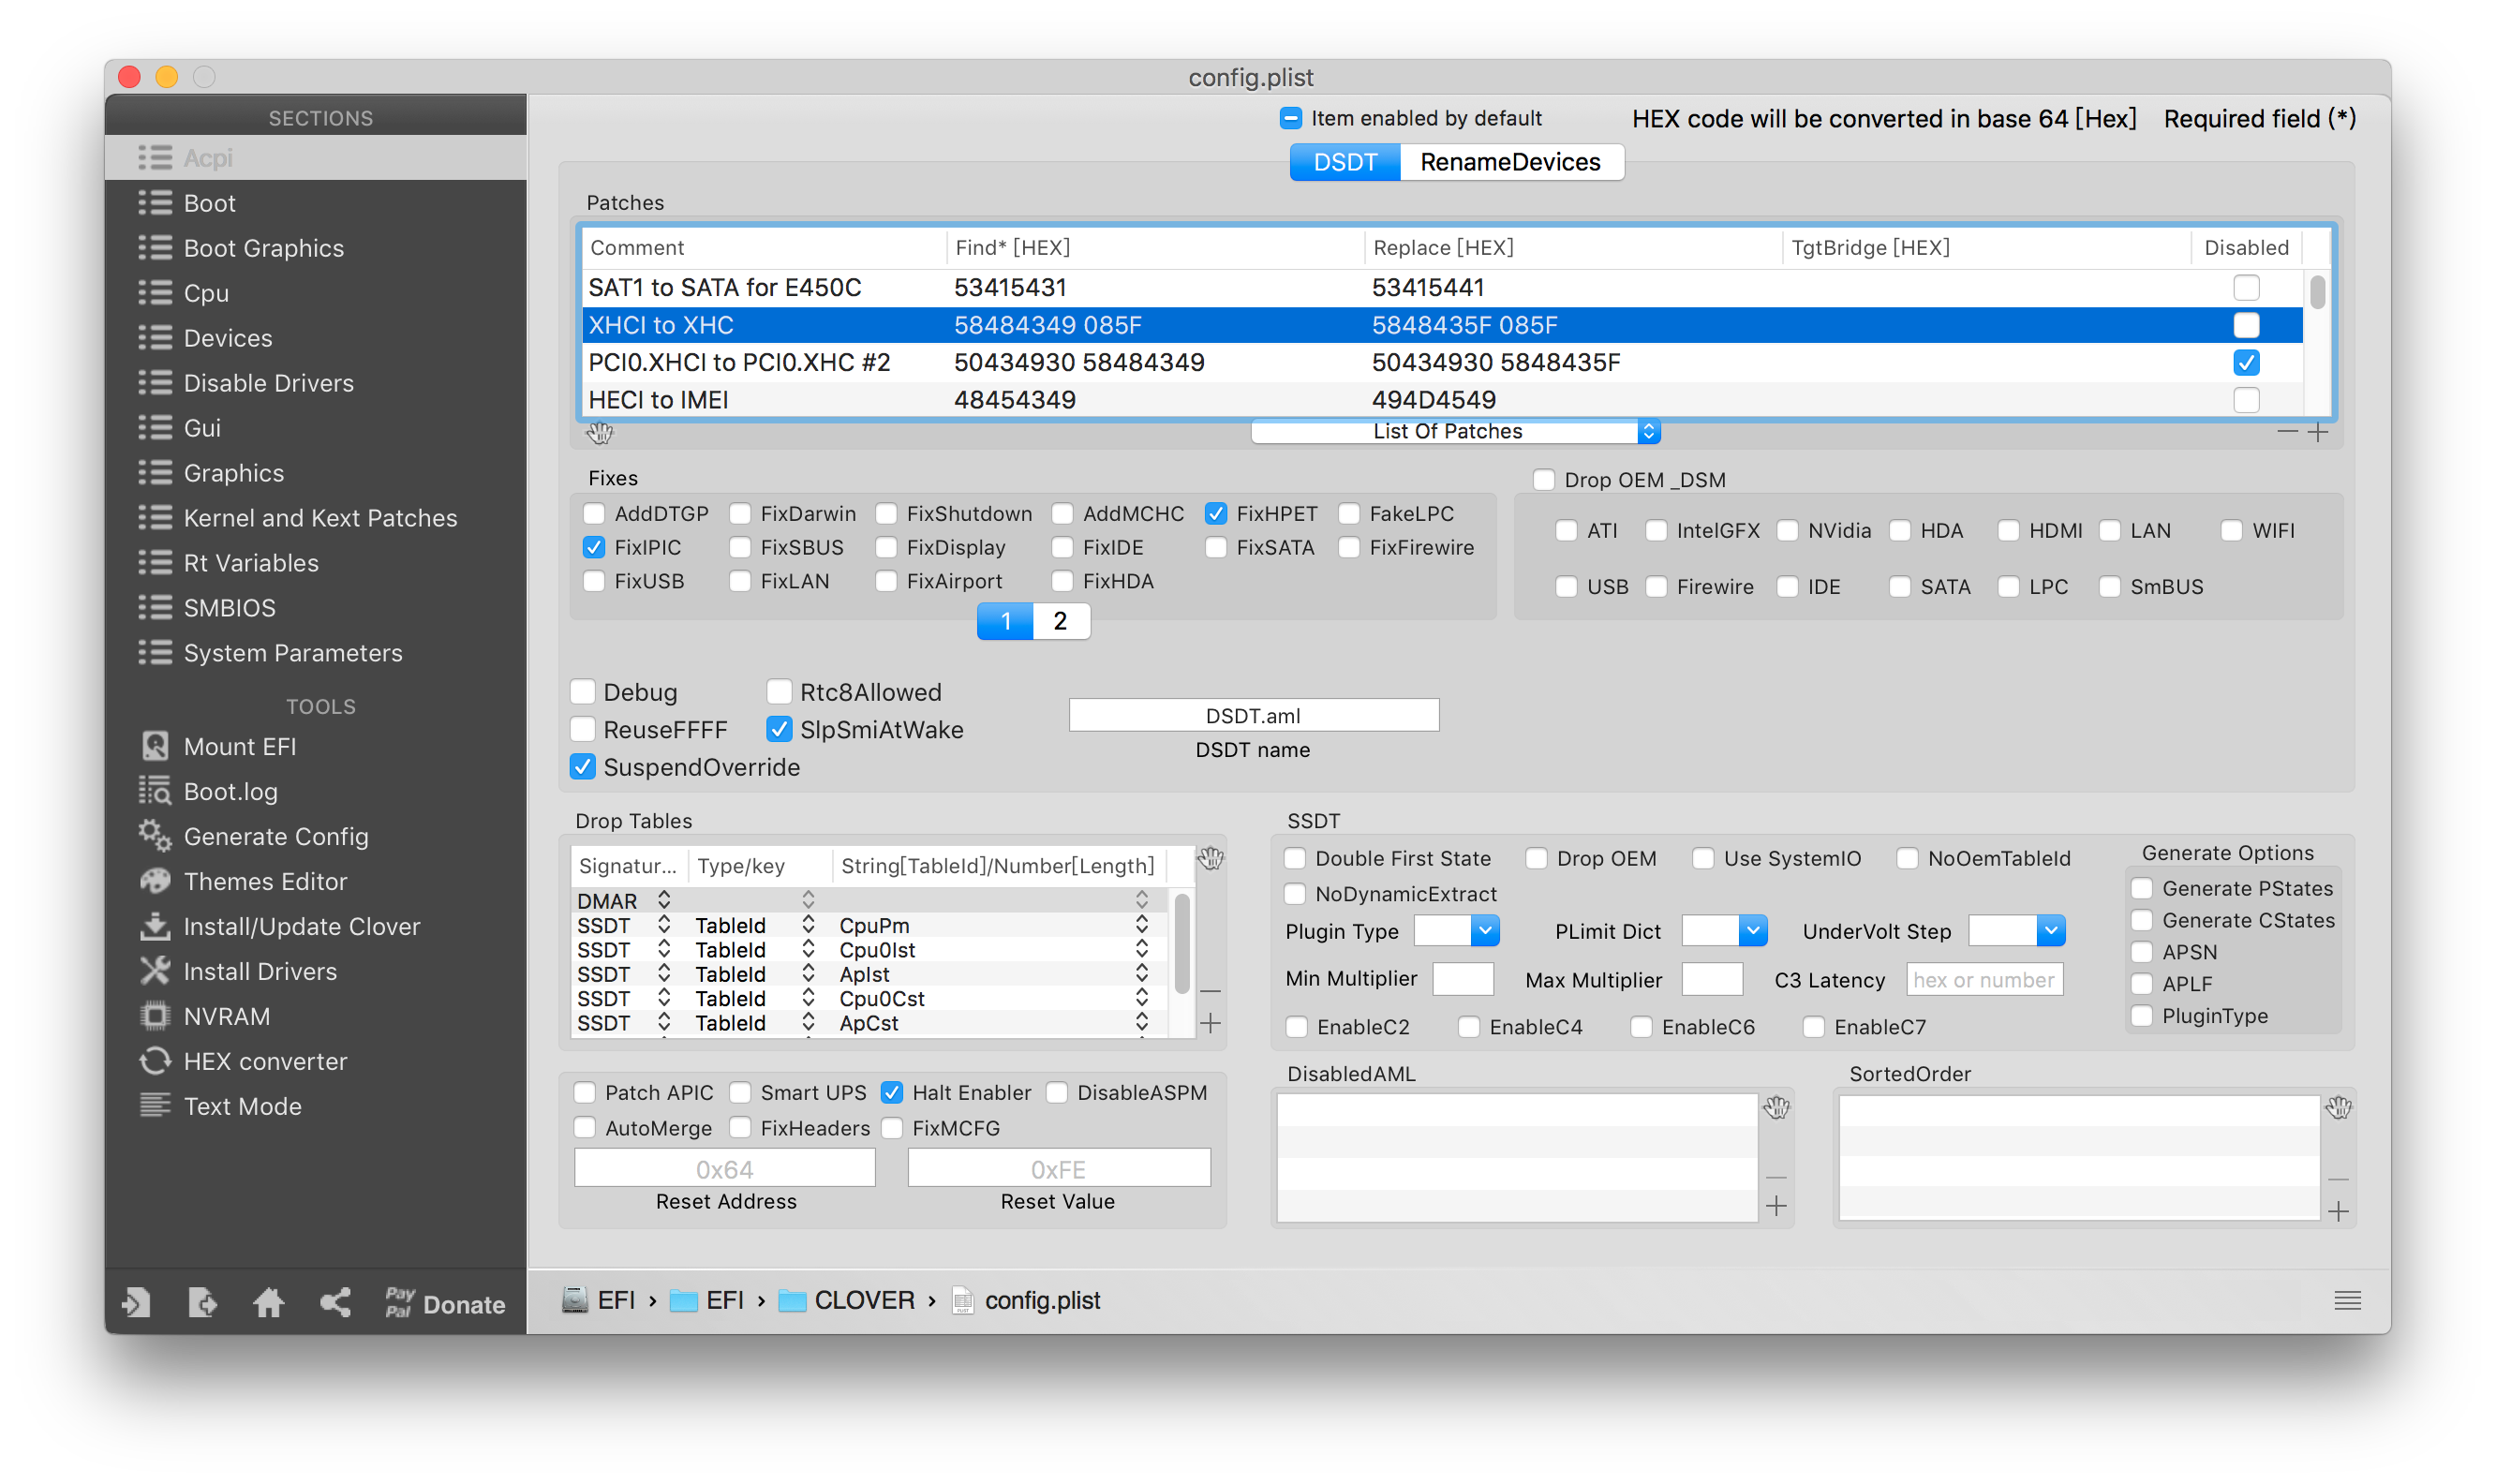 config.plist
SECTIONS
Acpi
Boot
Boot Graphics
Cpu
Devices
Disable Drivers
Gui
Graphics
Kernel and Kext Patches
Rt Variables
SMBIOS
System Parameters
TOOLS
Mount EFI
Boot.log
Generate Config
Themes Editor
Install/Update Clover
Install Drivers
NVRAM
HEX converter
Text Mode
Pay Pal Donate
Item enabled by default HEX code will be converted in base 64 [Hex] Required field (*)
DSDT RenameDevices
Patches
Comment Find* [HEX] Replace [HEX] TgtBridge [HEX] Disabled
SAT1 to SATA for E450C 53415431 53415441
XHCI to XHC 58484349 085F 5848435F 085F
PCI0.XHCI to PCI0.XHC #2 50434930 58484349 50434930 5848435F
HECI to IMEI 48454349 494D4549
List Of Patches
Fixes
AddDTGP FixDarwin FixShutdown AddMCHC FixHPET FakeLPC
FixIPIC FixSBUS FixDisplay FixIDE FixSATA FixFirewire
FixUSB FixLAN FixAirport FixHDA
1 2
Drop OEM _DSM
ATI IntelGFX NVidia HDA HDMI LAN WIFI
USB Firewire IDE SATA LPC SmBUS
Debug Rtc8Allowed
ReuseFFFF SlpSmiAtWake
SuspendOverride
DSDT.aml
DSDT name
Drop Tables
Signatur... Type/key String[TableId]/Number[Length]
DMAR
SSDT TableId CpuPm
SSDT TableId Cpu0Ist
SSDT TableId ApIst
SSDT TableId Cpu0Cst
SSDT TableId ApCst
SSDT
Double First State Drop OEM Use SystemIO NoOemTableId
NoDynamicExtract
Plugin Type PLimit Dict UnderVolt Step
Min Multiplier Max Multiplier C3 Latency hex or number
EnableC2 EnableC4 EnableC6 EnableC7
Generate Options
Generate PStates
Generate CStates
APSN
APLF
PluginType
Patch APIC Smart UPS Halt Enabler DisableASPM
AutoMerge FixHeaders FixMCFG
0x64 0xFE
Reset Address Reset Value
DisabledAML SortedOrder
EFI › EFI › CLOVER › config.plist